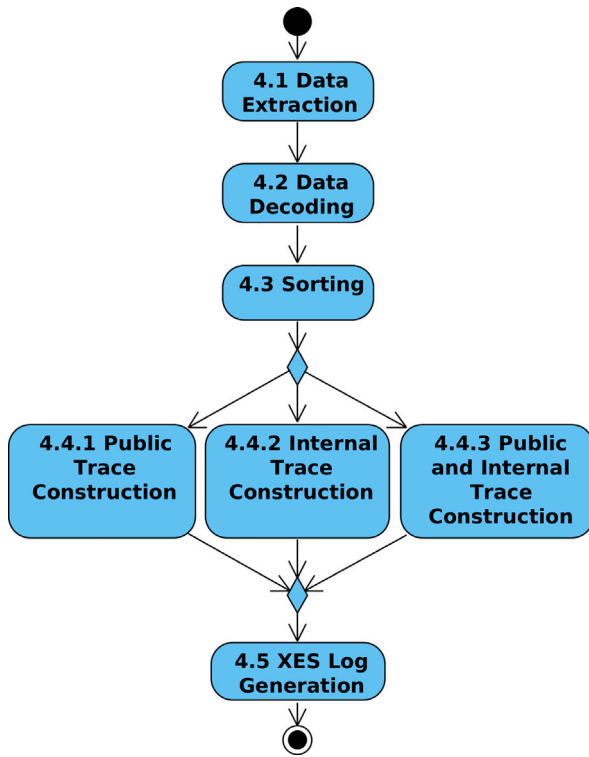 4.1 Data
Extraction
4.2 Data
Decoding
4.3 Sorting
4.4.1 Public
Trace
Construction
4.4.2 Internal
Trace
Construction
4.4.3 Public
and Internal
Trace
Construction
4.5 XES Log
Generation